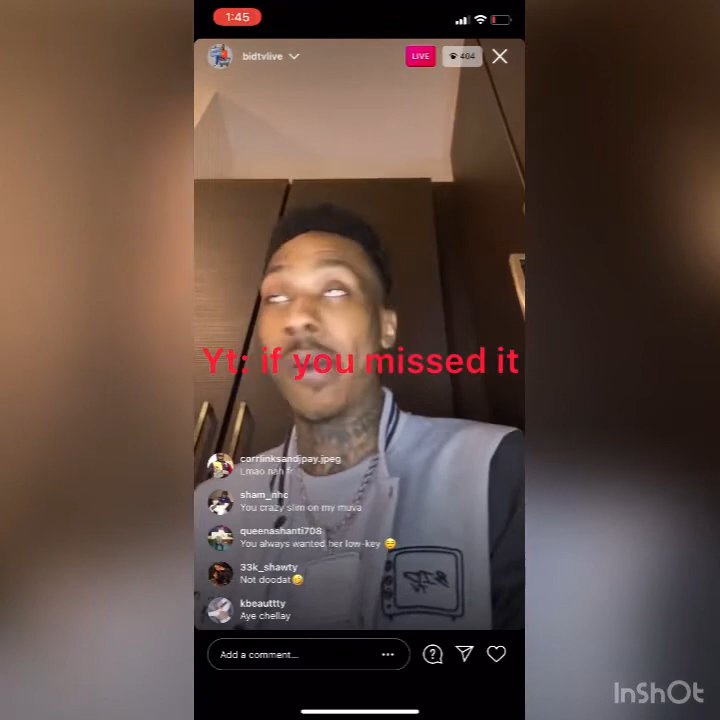 1:45
bidtvlive
LIVE
404
Yt: if you missed it
corrlinksandjpay.jpeg
Lmao nah fr
sham_nhc
You crazy slim on my muva
queenashanti708
You always wanted her low-key 😑
33k_shawty
Not doodat🤣
kbeauttty
Aye chellay
Add a comment...
InShOt